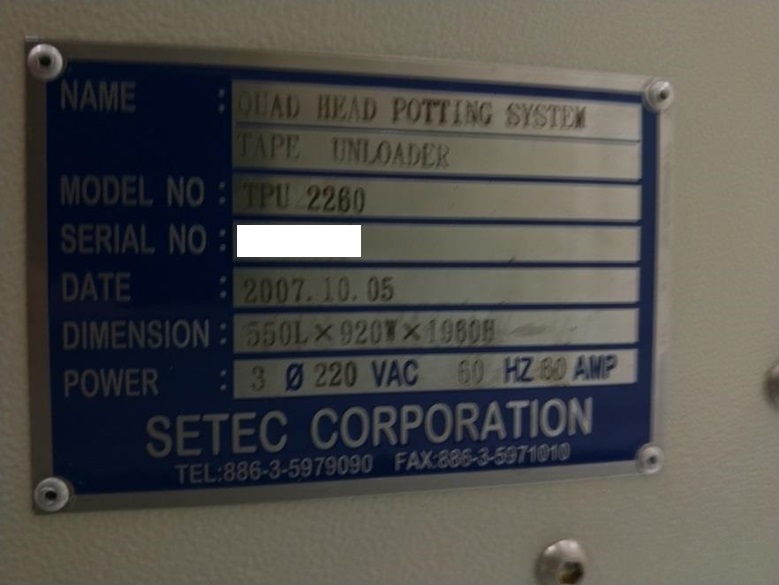 NAME : QUAD HEAD POTTING SYSTEM
TAPE UNLOADER
MODEL NO : TPU 2260
SERIAL NO :
DATE : 2007.10.05
DIMENSION : 550L×920W×1960H
POWER : 3 Ø 220 VAC 60 HZ 60 AMP
SETEC CORPORATION
TEL:886-3-5979090 FAX:886-3-5971010